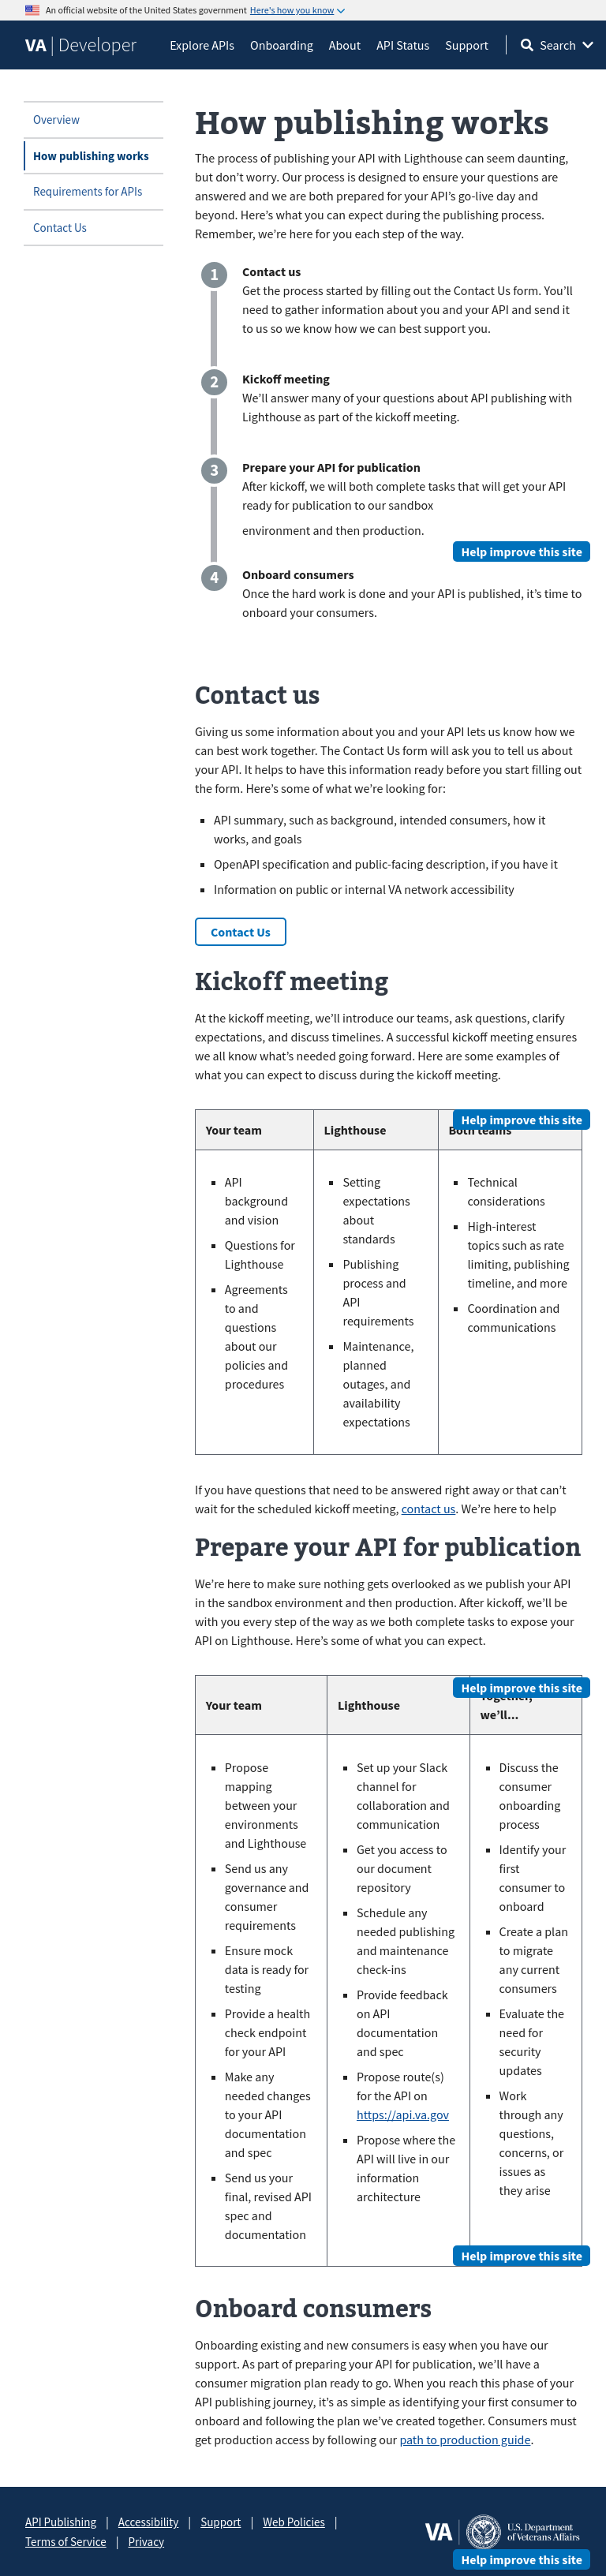 An official website of the United States government Here's how you know
VA | Developer
Explore APIs
Onboarding
About
API Status
Support
Search
Overview
How publishing works
Requirements for APIs
Contact Us
How publishing works
The process of publishing your API with Lighthouse can seem daunting,
but don’t worry. Our process is designed to ensure your questions are
answered and we are both prepared for your API’s go-live day and
beyond. Here’s what you can expect during the publishing process.
Remember, we’re here for you each step of the way.
1
Contact us
Get the process started by filling out the Contact Us form. You’ll
need to gather information about you and your API and send it
to us so we know how we can best support you.
2
Kickoff meeting
We’ll answer many of your questions about API publishing with
Lighthouse as part of the kickoff meeting.
3
Prepare your API for publication
After kickoff, we will both complete tasks that will get your API
ready for publication to our sandbox
environment and then production.
Help improve this site
4
Onboard consumers
Once the hard work is done and your API is published, it’s time to
onboard your consumers.
Contact us
Giving us some information about you and your API lets us know how we
can best work together. The Contact Us form will ask you to tell us about
your API. It helps to have this information ready before you start filling out
the form. Here’s some of what we’re looking for:
API summary, such as background, intended consumers, how it
works, and goals
OpenAPI specification and public-facing description, if you have it
Information on public or internal VA network accessibility
Contact Us
Kickoff meeting
At the kickoff meeting, we’ll introduce our teams, ask questions, clarify
expectations, and discuss timelines. A successful kickoff meeting ensures
we all know what’s needed going forward. Here are some examples of
what you can expect to discuss during the kickoff meeting.
Help improve this site
Your team
Lighthouse
Both teams
API
background
and vision
Questions for
Lighthouse
Agreements
to and
questions
about our
policies and
procedures
Setting
expectations
about
standards
Publishing
process and
API
requirements
Maintenance,
planned
outages, and
availability
expectations
Technical
considerations
High-interest
topics such as rate
limiting, publishing
timeline, and more
Coordination and
communications
If you have questions that need to be answered right away or that can’t
wait for the scheduled kickoff meeting, contact us. We’re here to help
Prepare your API for publication
We’re here to make sure nothing gets overlooked as we publish your API
in the sandbox environment and then production. After kickoff, we’ll be
with you every step of the way as we both complete tasks to expose your
API on Lighthouse. Here’s some of what you can expect.
Help improve this site
Your team
Lighthouse
Together,
we’ll...
Propose
mapping
between your
environments
and Lighthouse
Send us any
governance and
consumer
requirements
Ensure mock
data is ready for
testing
Provide a health
check endpoint
for your API
Make any
needed changes
to your API
documentation
and spec
Send us your
final, revised API
spec and
documentation
Set up your Slack
channel for
collaboration and
communication
Get you access to
our document
repository
Schedule any
needed publishing
and maintenance
check-ins
Provide feedback
on API
documentation
and spec
Propose route(s)
for the API on
https://api.va.gov
Propose where the
API will live in our
information
architecture
Discuss the
consumer
onboarding
process
Identify your
first
consumer to
onboard
Create a plan
to migrate
any current
consumers
Evaluate the
need for
security
updates
Work
through any
questions,
concerns, or
issues as
they arise
Help improve this site
Onboard consumers
Onboarding existing and new consumers is easy when you have our
support. As part of preparing your API for publication, we’ll have a
consumer migration plan ready to go. When you reach this phase of your
API publishing journey, it’s as simple as identifying your first consumer to
onboard and following the plan we’ve created together. Consumers must
get production access by following our path to production guide.
API Publishing | Accessibility | Support | Web Policies |
Terms of Service | Privacy
VA
U.S. Department
of Veterans Affairs
Help improve this site